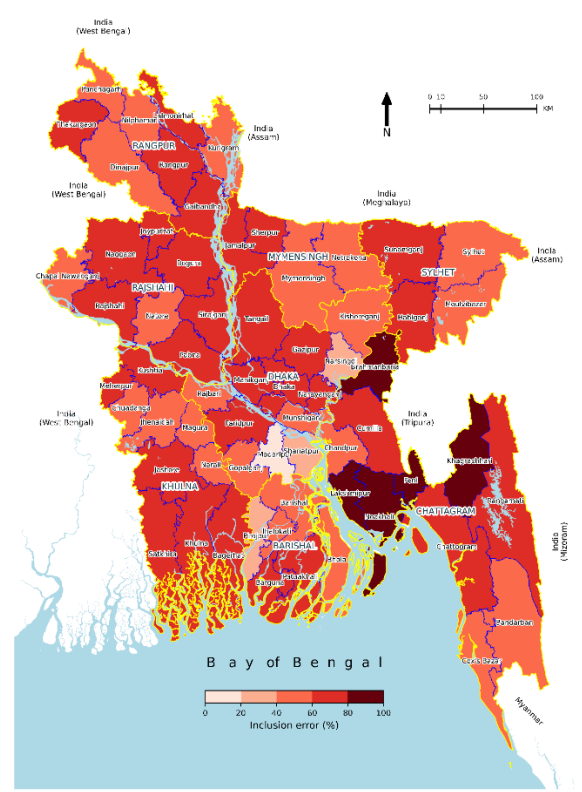 India
(West Bengal)
Panchagarh
Thakurgaon
Nilphamari
Lalmonirhat
RANGPUR
Kurigram
Dinajpur
Rangpur
Gaibandha
India
(Assam)
India
(West Bengal)
N
0 10 50 100
KM
India
(Meghalaya)
India
(Assam)
Joypurhat
Naogaon
Bogura
Jamalpur
Sherpur
MYMENSINGH
Netrokona
Mymensingh
Sunamganj
Sylhet
SYLHET
Chapai Nawabganj
RAJSHAHI
Rajshahi
Natore
Sirajganj
Tangail
Kishoreganj
Habiganj
Moulvibazar
Pabna
Gazipur
Narsingdi
Brahmanbaria
Kushtia
Meherpur
Manikganj
DHAKA
Dhaka
Narayanganj
Rajbari
Chuadanga
Jhenaidah
Magura
Faridpur
Munshiganj
Cumilla
India
(Tripura)
India
(West Bengal)
Madaripur
Shariatpur
Chandpur
Khagrachhari
Jashore
Narail
Gopalganj
KHULNA
Lakshmipur
Feni
Rangamati
Barishal
Noakhali
CHATTAGRAM
Jhalokati
Pirojpur
Satkhira
Khulna
Bagerhat
BARISHAL
Bhola
Chattogram
India
(Mizoram)
Barguna
Patuakhali
Bandarban
Cox's Bazar
Bay of Bengal
Myanmar
0 20 40 60 80 100
Inclusion error (%)